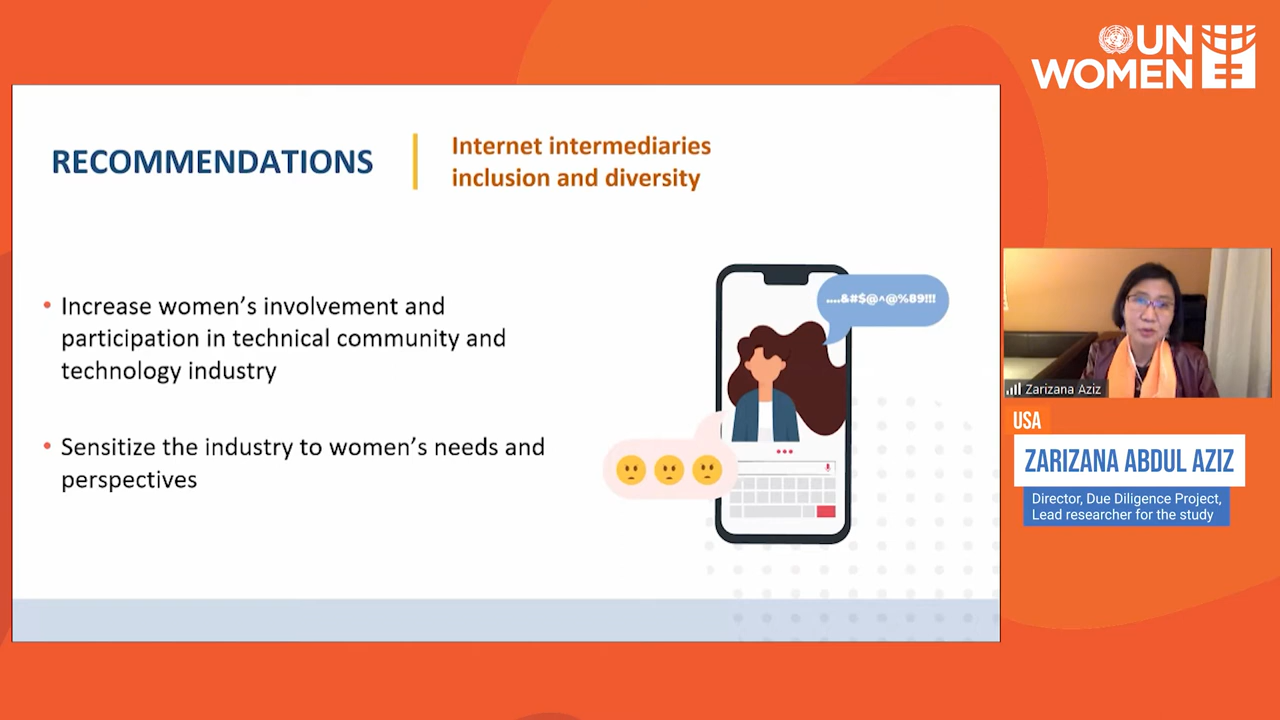 UN
WOMEN
RECOMMENDATIONS
Internet intermediaries
inclusion and diversity
• Increase women’s involvement and
participation in technical community and
technology industry
• Sensitize the industry to women’s needs and
perspectives
....&#$@^@%89!!!
Zarizana Aziz
USA
ZARIZANA ABDUL AZIZ
Director, Due Diligence Project,
Lead researcher for the study